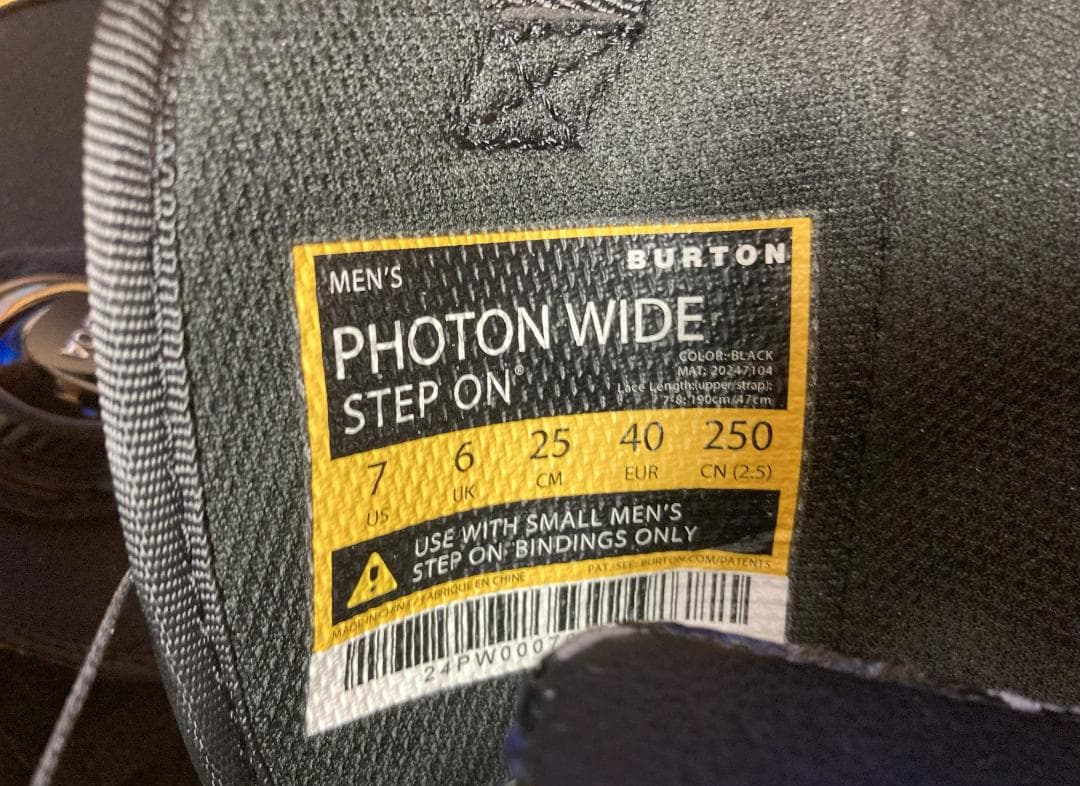 MEN'S
BURTON
PHOTON WIDE
STEP ON®
COLOR: BLACK
MAT: 20247104
Lace Length:(upper/strap):
7-8: 190cm/47cm
7 6 25 40 250
US UK CM EUR CN (2.5)
USE WITH SMALL MEN'S
STEP ON® BINDINGS ONLY
MADE IN CHINA / FABRIQUÉ EN CHINE
PAT. SEE: BURTON.COM/PATENTS
24PW000